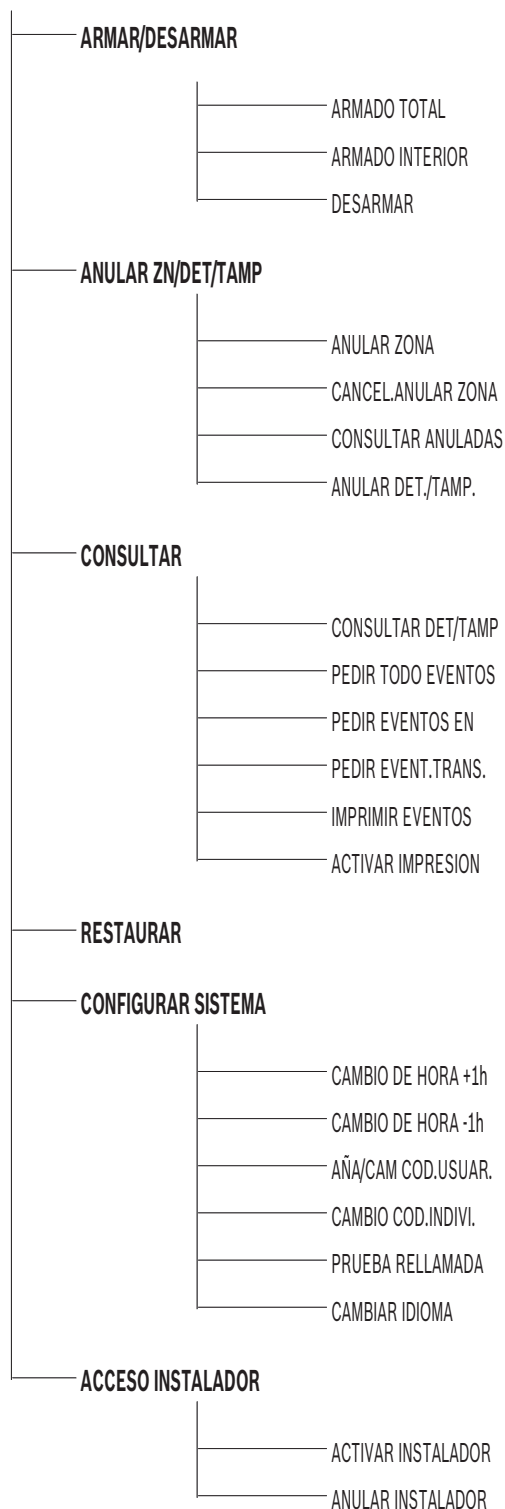 ARMAR/DESARMAR
ARMADO TOTAL
ARMADO INTERIOR
DESARMAR
ANULAR ZN/DET/TAMP
ANULAR ZONA
CANCEL.ANULAR ZONA
CONSULTAR ANULADAS
ANULAR DET./TAMP.
CONSULTAR
CONSULTAR DET/TAMP
PEDIR TODO EVENTOS
PEDIR EVENTOS EN
PEDIR EVENT.TRANS.
IMPRIMIR EVENTOS
ACTIVAR IMPRESION
RESTAURAR
CONFIGURAR SISTEMA
CAMBIO DE HORA +1h
CAMBIO DE HORA -1h
AÑA/CAM COD.USUAR.
CAMBIO COD.INDIVI.
PRUEBA RELLAMADA
CAMBIAR IDIOMA
ACCESO INSTALADOR
ACTIVAR INSTALADOR
ANULAR INSTALADOR